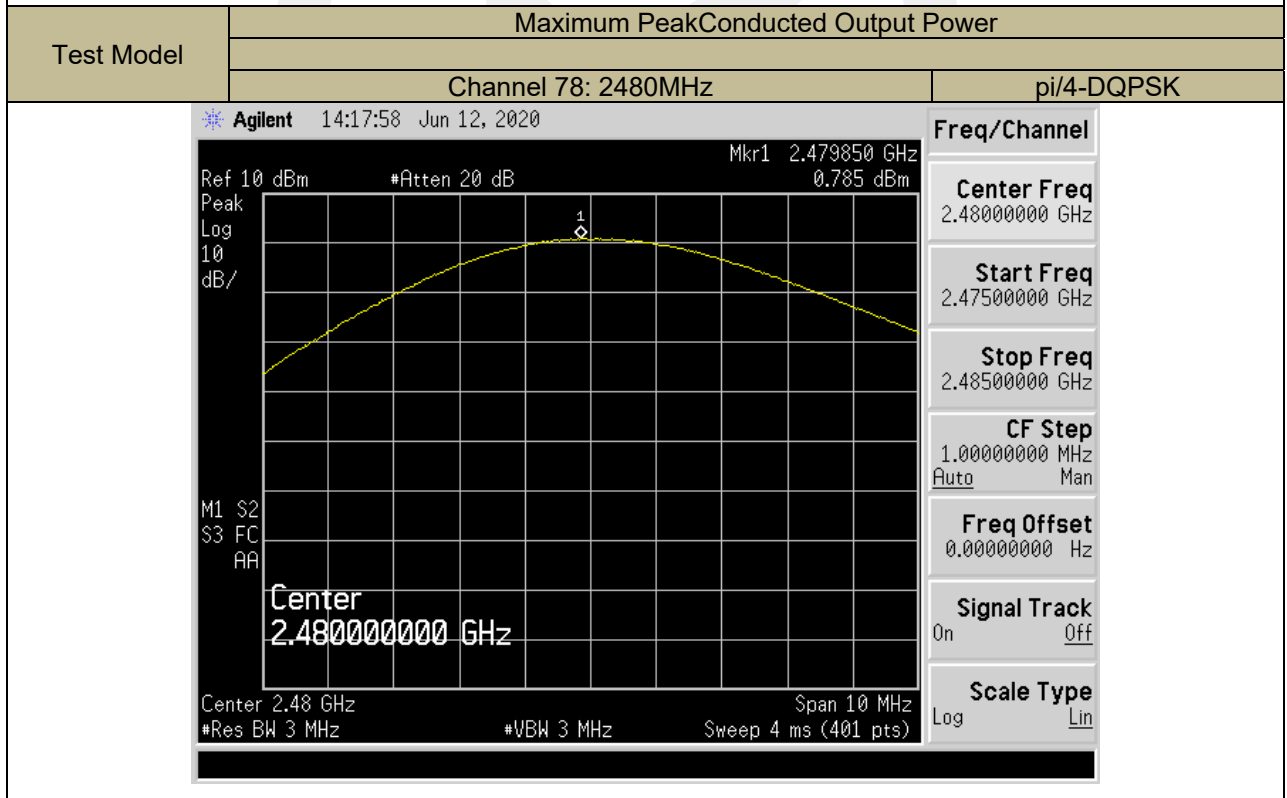 Test Model
Maximum PeakConducted Output Power
Channel 78: 2480MHz
pi/4-DQPSK
Agilent 14:17:58 Jun 12, 2020
Mkr1 2.479850 GHz
Ref 10 dBm #Atten 20 dB 0.785 dBm
Peak
Log
10
dB/
1
M1 S2
S3 FC
AA
Center
2.480000000 GHz
Center 2.48 GHz Span 10 MHz
#Res BW 3 MHz #VBW 3 MHz Sweep 4 ms (401 pts)
Freq/Channel
Center Freq
2.48000000 GHz
Start Freq
2.47500000 GHz
Stop Freq
2.48500000 GHz
CF Step
1.00000000 MHz
Auto Man
Freq Offset
0.00000000 Hz
Signal Track
On Off
Scale Type
Log Lin